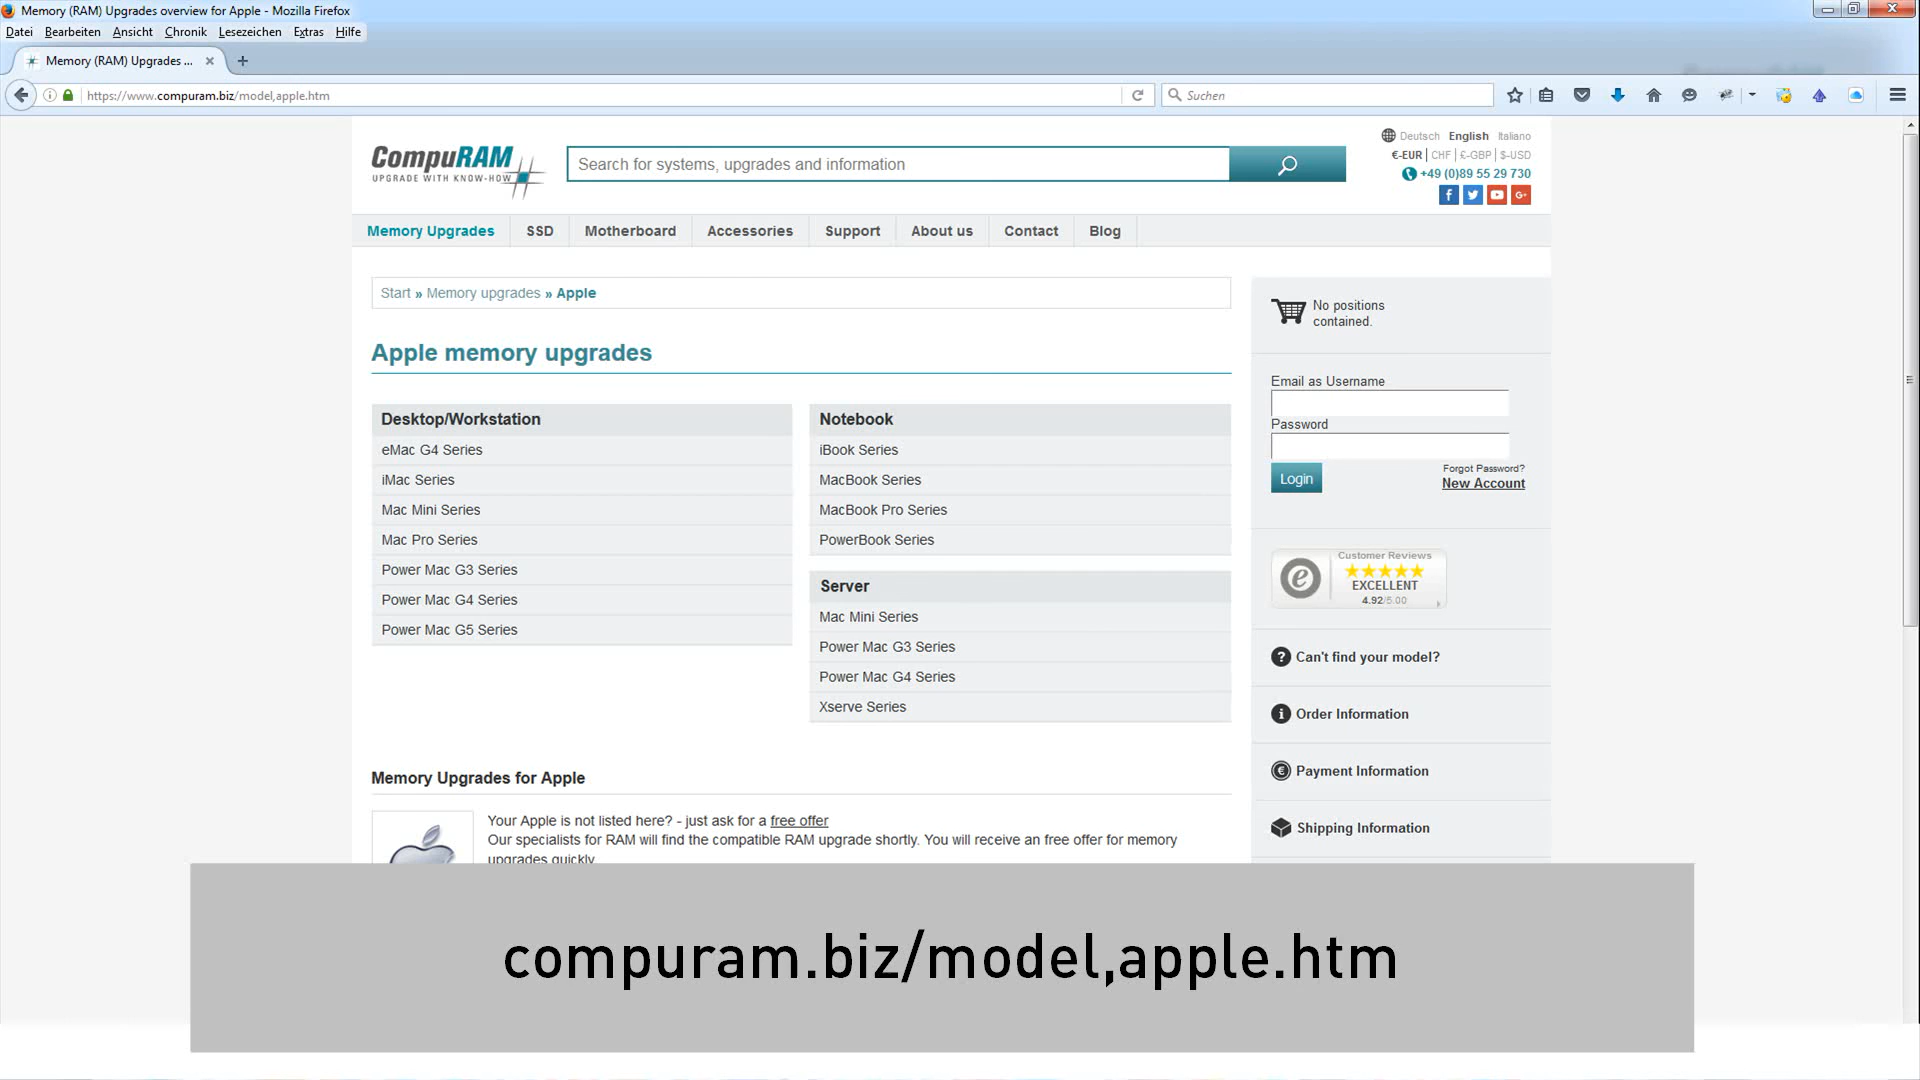 Memory (RAM) Upgrades overview for Apple - Mozilla Firefox
Datei Bearbeiten Ansicht Chronik Lesezeichen Extras Hilfe
Memory (RAM) Upgrades ...
https://www.compuram.biz/model,apple.htm
Suchen
CompuRAM
UPGRADE WITH KNOW-HOW
Search for systems, upgrades and information
Deutsch English Italiano
€-EUR | CHF | £-GBP | $-USD
+49 (0)89 55 29 730
Memory Upgrades SSD Motherboard Accessories Support About us Contact Blog
Start » Memory upgrades » Apple
Apple memory upgrades
Desktop/Workstation
eMac G4 Series
iMac Series
Mac Mini Series
Mac Pro Series
Power Mac G3 Series
Power Mac G4 Series
Power Mac G5 Series
Notebook
iBook Series
MacBook Series
MacBook Pro Series
PowerBook Series
Server
Mac Mini Series
Power Mac G3 Series
Power Mac G4 Series
Xserve Series
Memory Upgrades for Apple
Your Apple is not listed here? - just ask for a free offer
Our specialists for RAM will find the compatible RAM upgrade shortly. You will receive an free offer for memory
upgrades quickly
No positions
contained.
Email as Username
Password
Login
Forgot Password?
New Account
Customer Reviews
EXCELLENT
4.92/5.00
Can't find your model?
Order Information
Payment Information
Shipping Information
compuram.biz/model,apple.htm